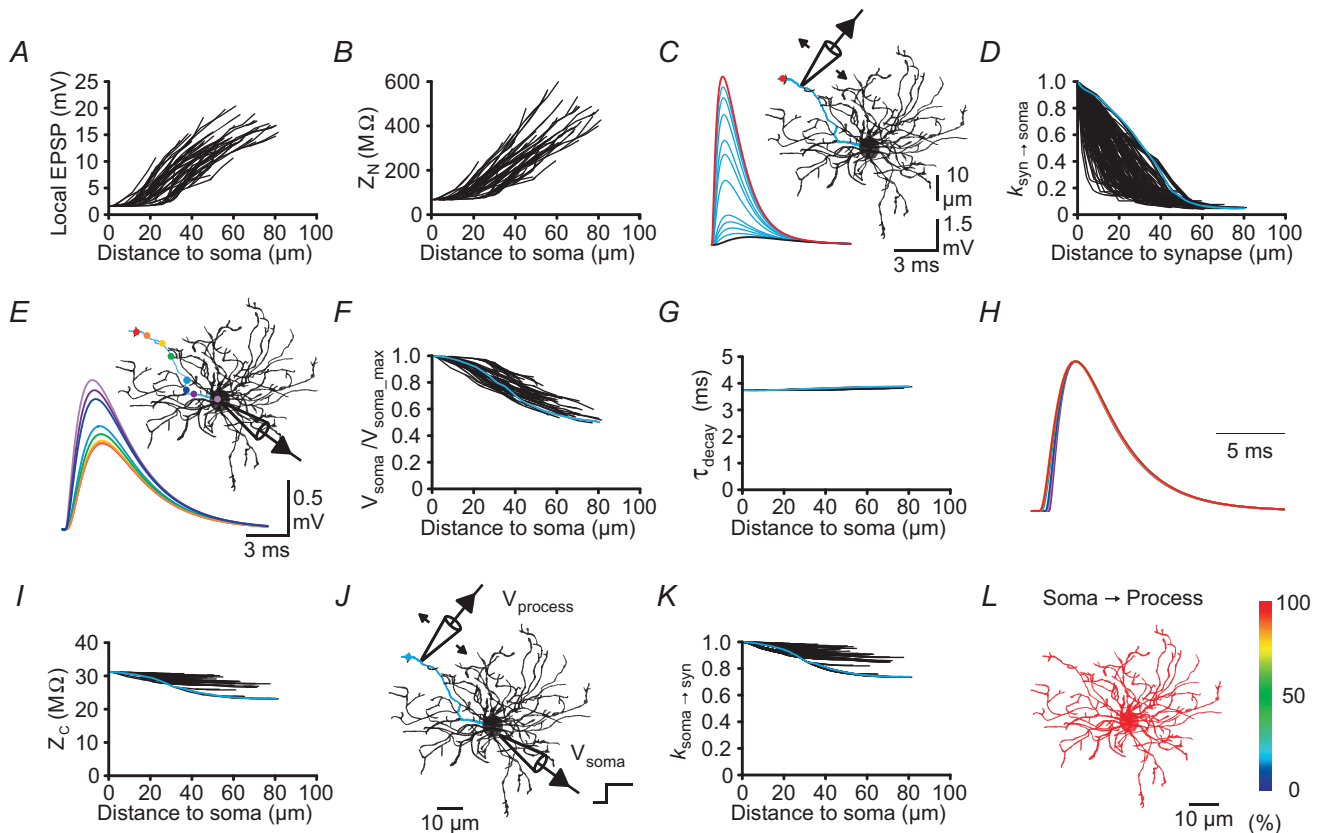 A
Local EPSP (mV)
25
20
15
10
5
0
0 20 40 60 80 100
Distance to soma (µm)
B
Z_N (MΩ)
600
400
200
0
0 20 40 60 80 100
Distance to soma (µm)
C
10
µm
1.5
mV
3 ms
D
k_syn → soma
1.0
0.8
0.6
0.4
0.2
0
0 20 40 60 80 100
Distance to synapse (µm)
E
0.5
mV
3 ms
F
V_soma /V_soma_max
1.0
0.8
0.6
0.4
0.2
0
0 20 40 60 80 100
Distance to soma (µm)
G
τ_decay (ms)
5
4
3
2
1
0
0 20 40 60 80 100
Distance to soma (µm)
H
5 ms
I
Z_C (MΩ)
40
30
20
10
0
0 20 40 60 80 100
Distance to soma (µm)
J
V_process
V_soma
10 µm
K
k_soma → syn
1.0
0.8
0.6
0.4
0.2
0
0 20 40 60 80 100
Distance to soma (µm)
L
Soma → Process
100
50
0
(%)
10 µm